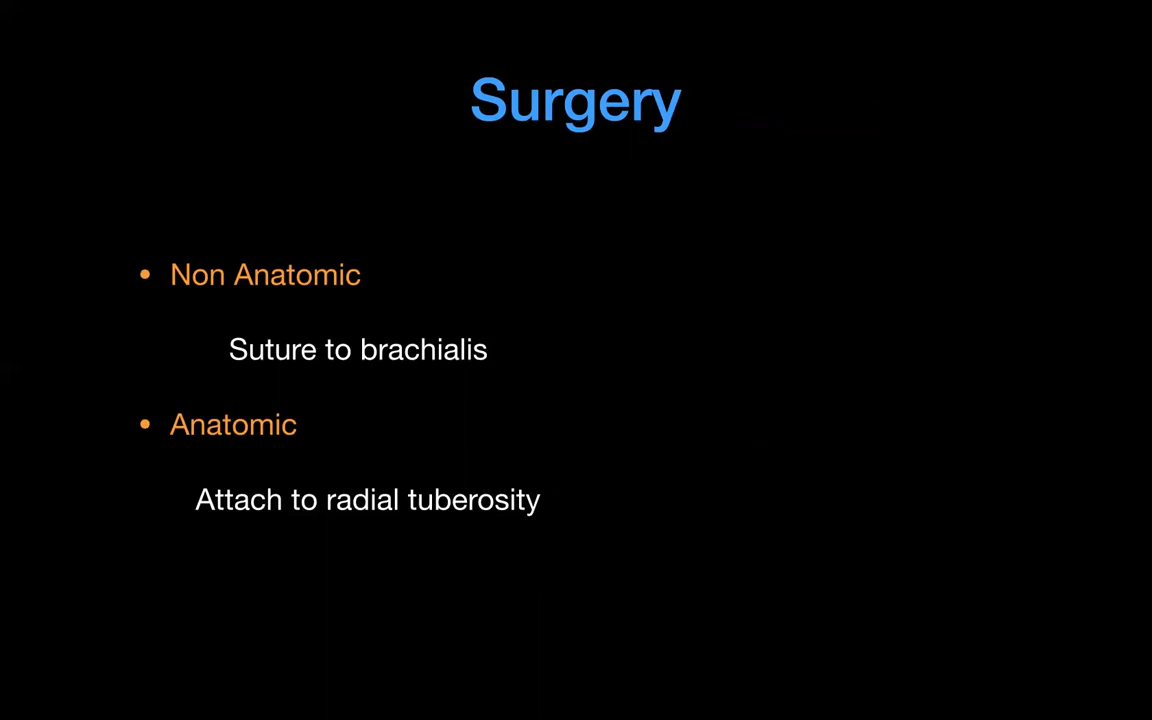 Surgery
• Non Anatomic
Suture to brachialis
• Anatomic
Attach to radial tuberosity